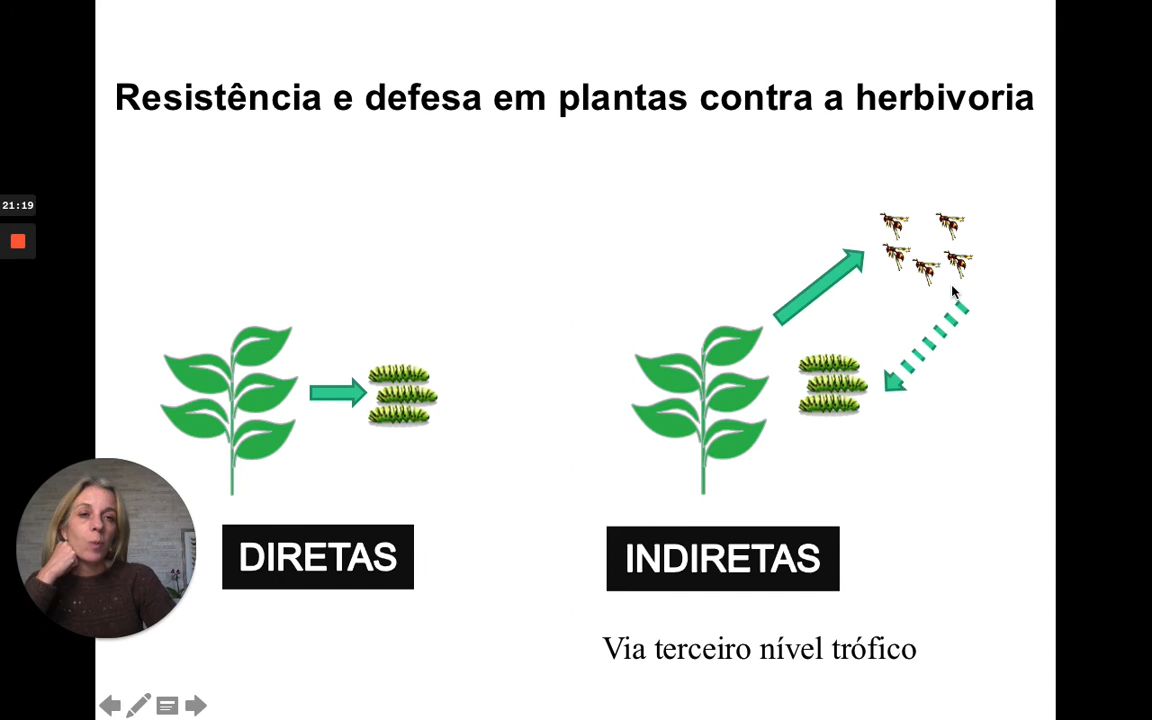 Resistência e defesa em plantas contra a herbivoria
21:19
DIRETAS
INDIRETAS
Via terceiro nível trófico